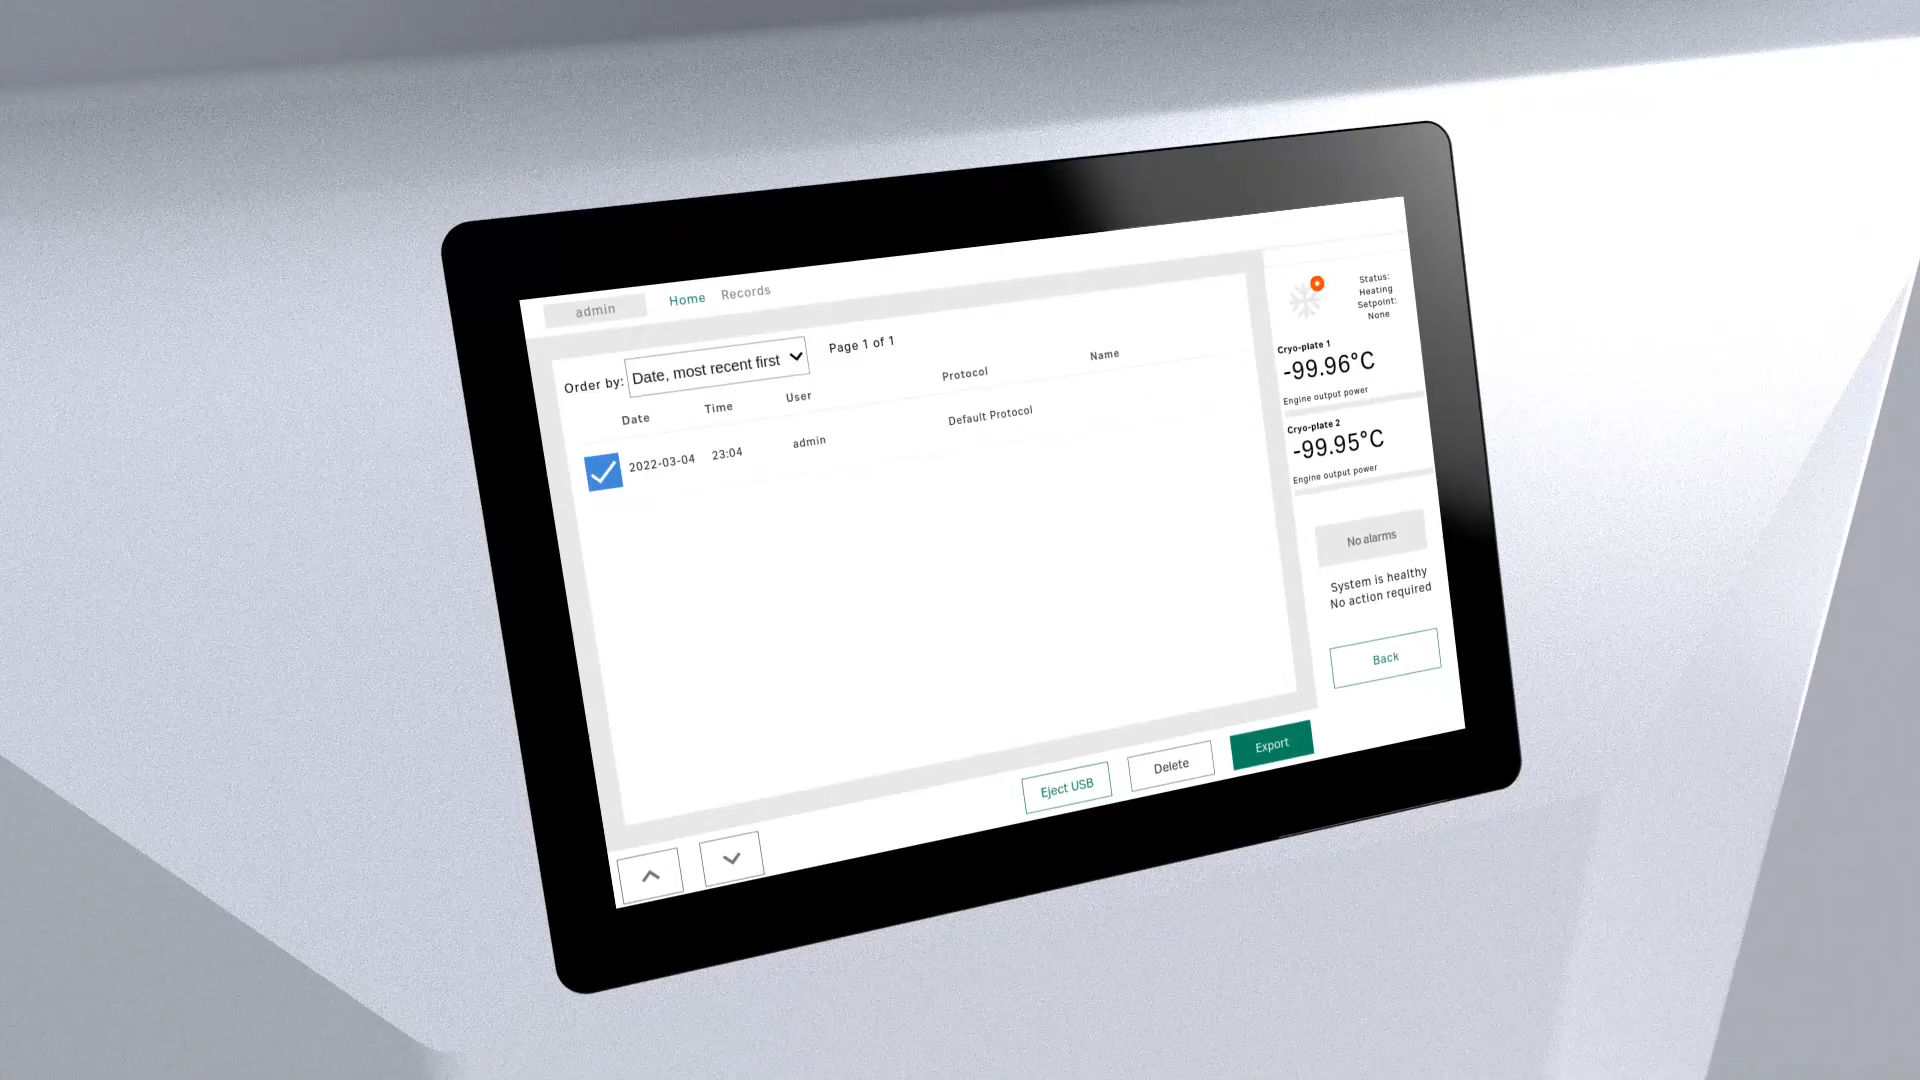 admin
Home
Records
Order by:
Date, most recent first
Page 1 of 1
Date
Time
User
Protocol
Name
2022-03-04
23:04
admin
Default Protocol
Status:
Heating
Setpoint:
None
Cryo-plate 1
-99.96°C
Engine output power
Cryo-plate 2
-99.95°C
Engine output power
No alarms
System is healthy
No action required
Back
Eject USB
Delete
Export